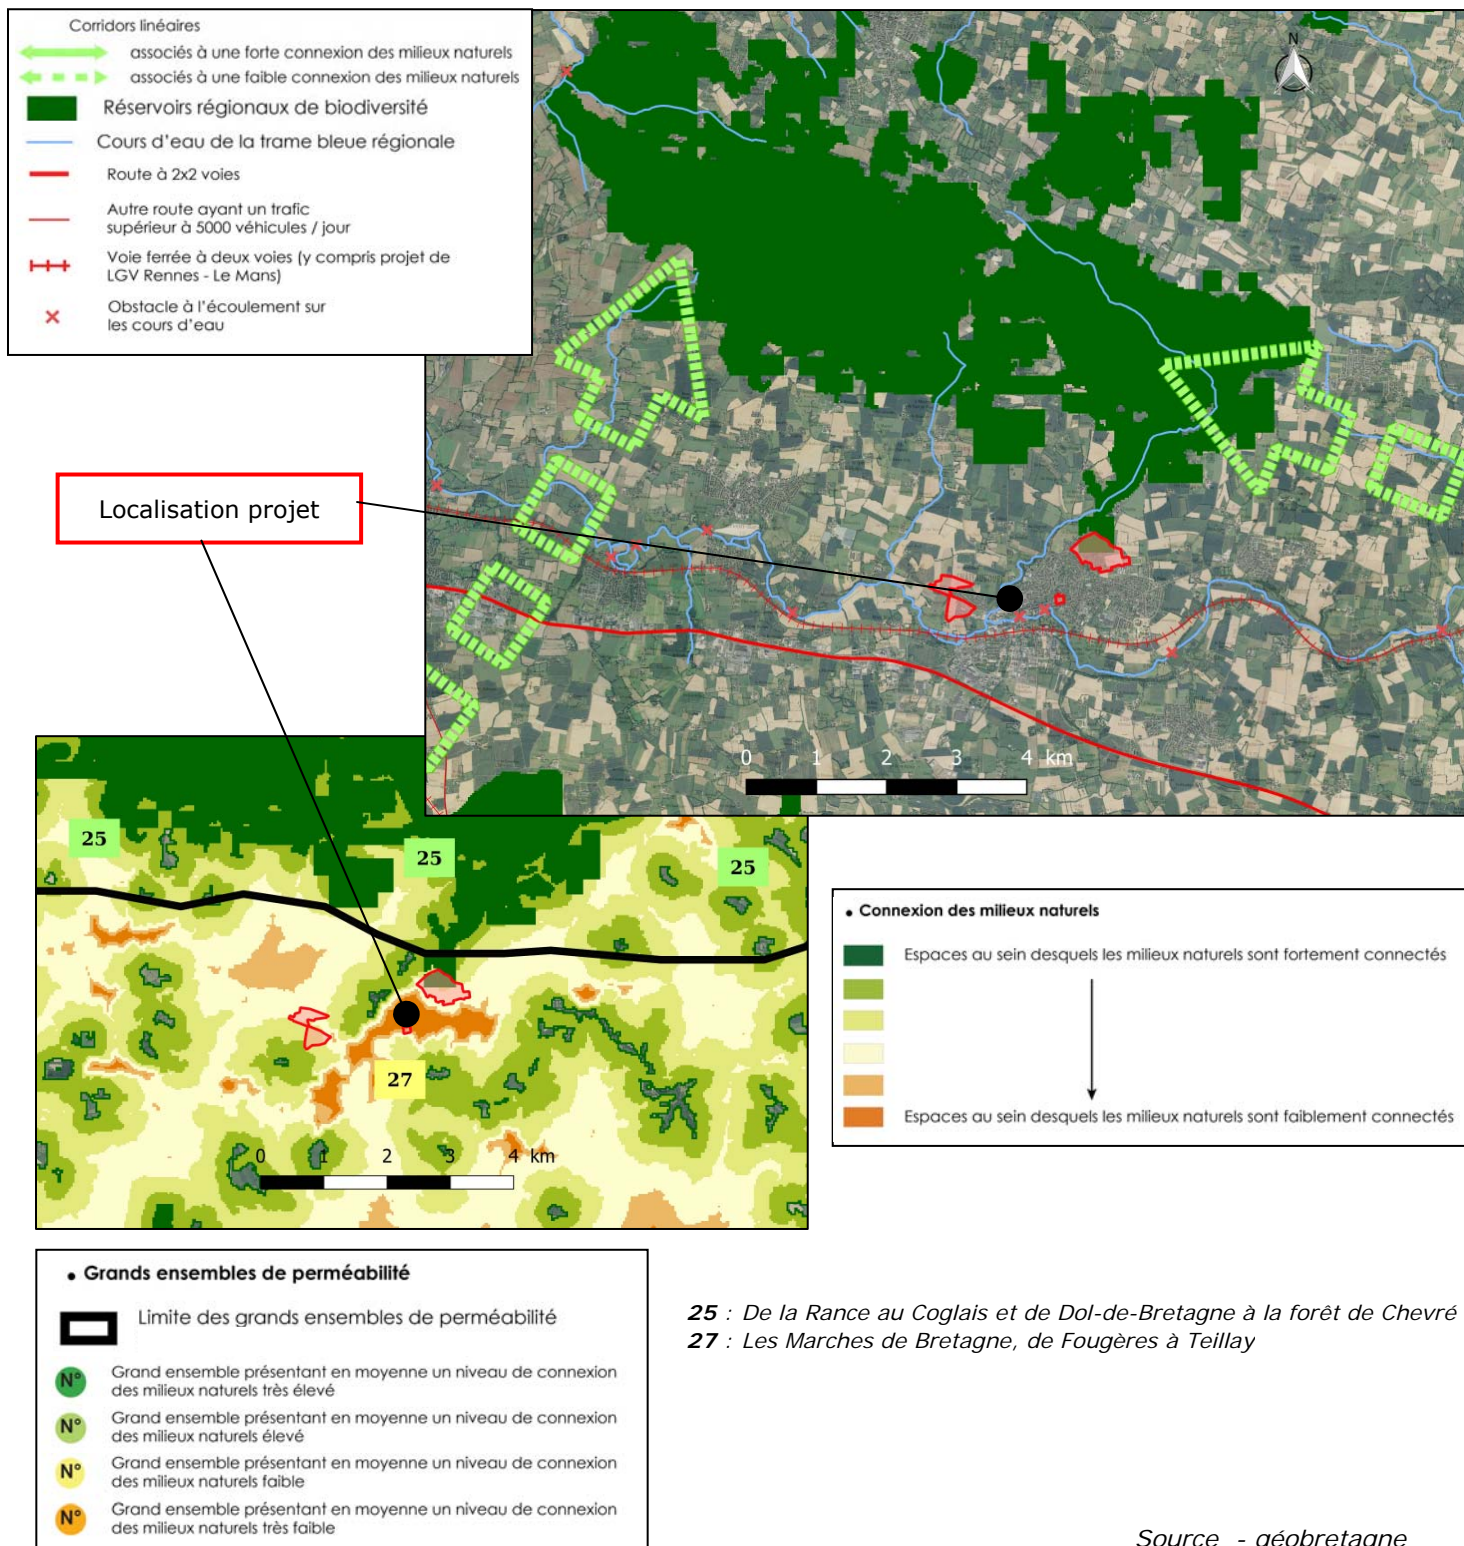 Corridors linéaires
associés à une forte connexion des milieux naturels
associés à une faible connexion des milieux naturels
Réservoirs régionaux de biodiversité
Cours d'eau de la trame bleue régionale
Route à 2x2 voies
Autre route ayant un trafic
supérieur à 5000 véhicules / jour
Voie ferrée à deux voies (y compris projet de
LGV Rennes - Le Mans)
Obstacle à l'écoulement sur
les cours d'eau
N
Localisation projet
0 1 2 3 4 km
25
25
25
27
0 1 2 3 4 km
• Connexion des milieux naturels
Espaces au sein desquels les milieux naturels sont fortement connectés
Espaces au sein desquels les milieux naturels sont faiblement connectés
• Grands ensembles de perméabilité
Limite des grands ensembles de perméabilité
N° Grand ensemble présentant en moyenne un niveau de connexion
des milieux naturels très élevé
N° Grand ensemble présentant en moyenne un niveau de connexion
des milieux naturels élevé
N° Grand ensemble présentant en moyenne un niveau de connexion
des milieux naturels faible
N° Grand ensemble présentant en moyenne un niveau de connexion
des milieux naturels très faible
25 : De la Rance au Coglais et de Dol-de-Bretagne à la forêt de Chevré
27 : Les Marches de Bretagne, de Fougères à Teillay
Source - géobretagne